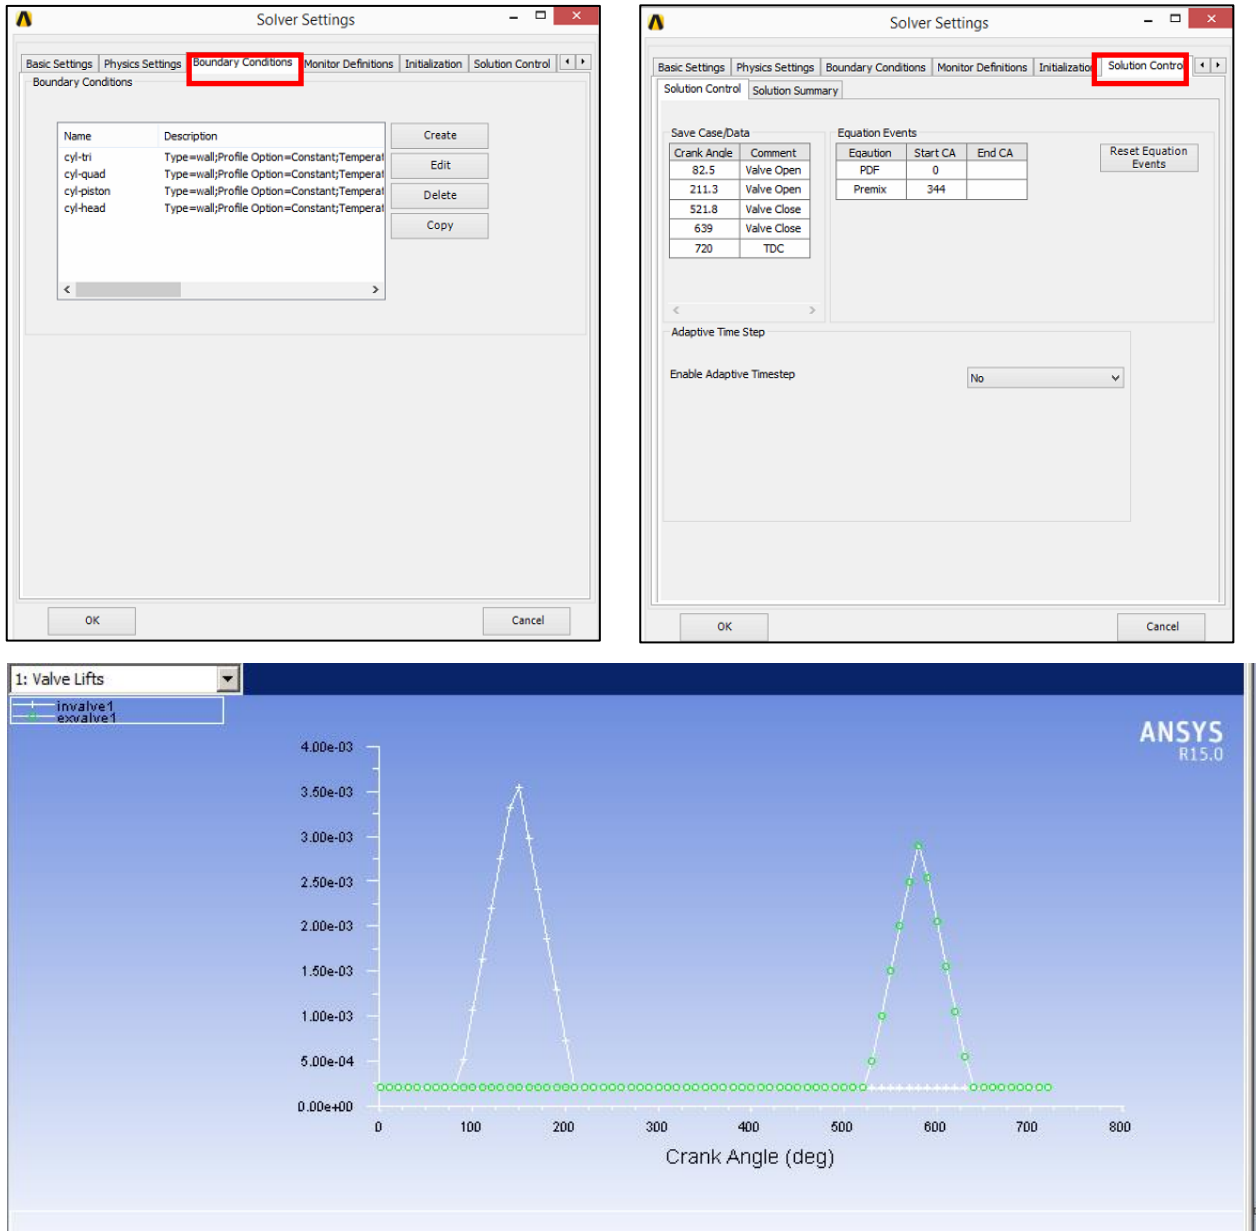 Solver Settings
Basic Settings Physics Settings Boundary Conditions Monitor Definitions Initialization Solution Control
Boundary Conditions
Name Description
cyl-tri Type=wall;Profile Option=Constant;Temperat
cyl-quad Type=wall;Profile Option=Constant;Temperat
cyl-piston Type=wall;Profile Option=Constant;Temperat
cyl-head Type=wall;Profile Option=Constant;Temperat
Create
Edit
Delete
Copy
OK Cancel
Solver Settings
Basic Settings Physics Settings Boundary Conditions Monitor Definitions Initialization Solution Control
Solution Control Solution Summary
Save Case/Data
Crank Angle Comment
82.5 Valve Open
211.3 Valve Open
521.8 Valve Close
639 Valve Close
720 TDC
Equation Events
Eqaution Start CA End CA
PDF 0
Premix 344
Reset Equation
Events
Adaptive Time Step
Enable Adaptive Timestep No
OK Cancel
1: Valve Lifts
invalve1
exvalve1
ANSYS
R15.0
4.00e-03
3.50e-03
3.00e-03
2.50e-03
2.00e-03
1.50e-03
1.00e-03
5.00e-04
0.00e+00
0 100 200 300 400 500 600 700 800
Crank Angle (deg)